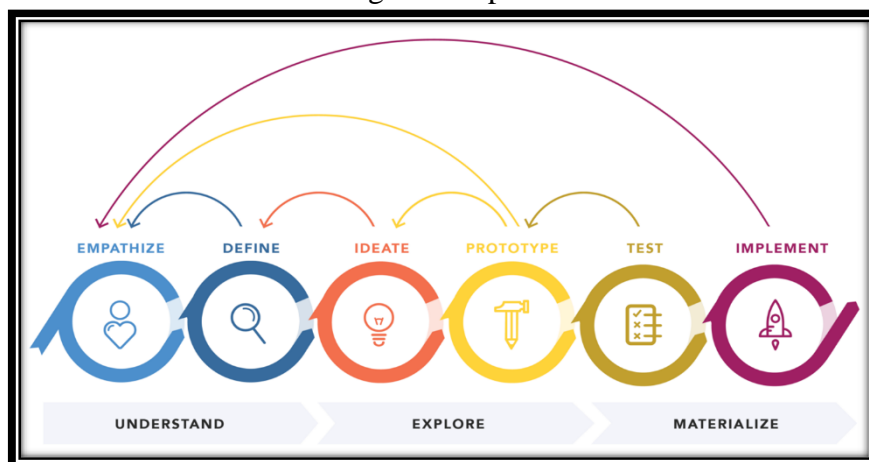 EMPATHIZE DEFINE IDEATE PROTOTYPE TEST IMPLEMENT
UNDERSTAND EXPLORE MATERIALIZE